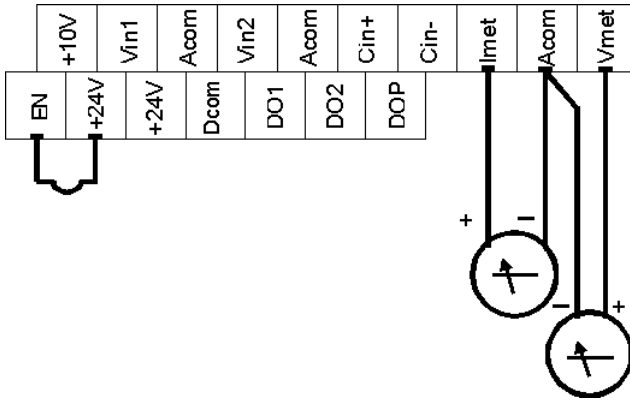 +10V Vin1 Acom Vin2 Acom Cin+ Cin- Imet Acom Vmet
EN +24V +24V Dcom DO1 DO2 DOP
+ −
− +